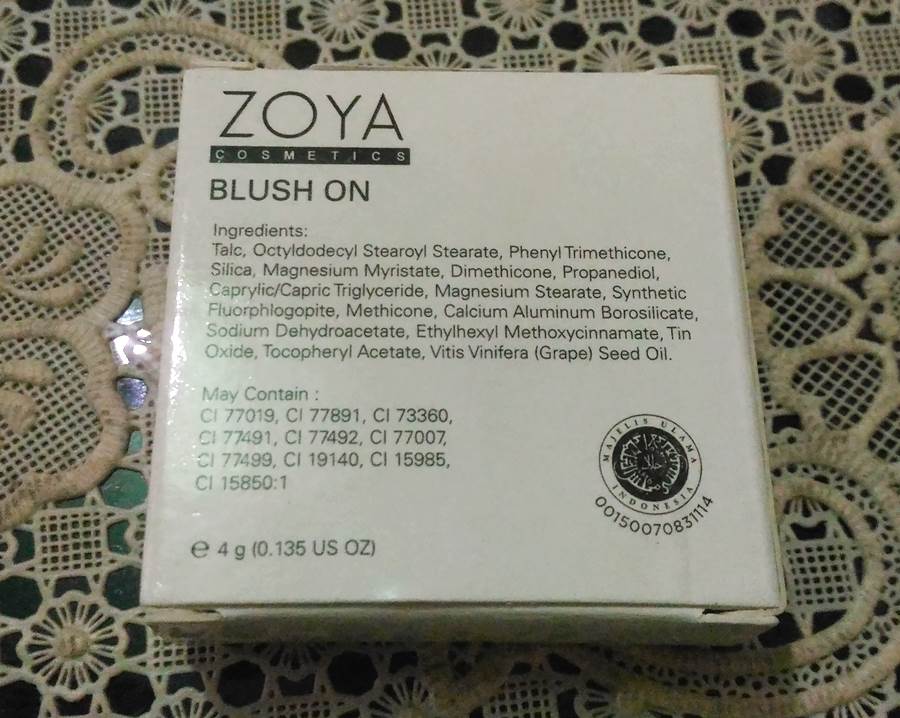 ZOYA
COSMETICS
BLUSH ON
Ingredients:
Talc, Octyldodecyl Stearoyl Stearate, Phenyl Trimethicone,
Silica, Magnesium Myristate, Dimethicone, Propanediol,
Caprylic/Capric Triglyceride, Magnesium Stearate, Synthetic
Fluorphlogopite, Methicone, Calcium Aluminum Borosilicate,
Sodium Dehydroacetate, Ethylhexyl Methoxycinnamate, Tin
Oxide, Tocopheryl Acetate, Vitis Vinifera (Grape) Seed Oil.
May Contain :
CI 77019, CI 77891, CI 73360,
CI 77491, CI 77492, CI 77007,
CI 77499, CI 19140, CI 15985,
CI 15850:1
MAJELIS ULAMA
INDONESIA
حلال
00150070831114
℮ 4 g (0.135 US OZ)